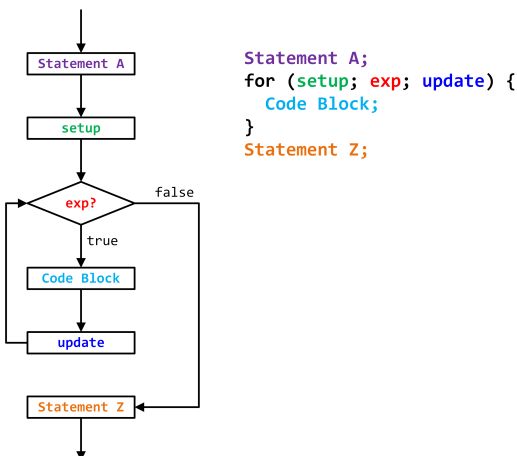 Statement A
setup
exp?
false
true
Code Block
update
Statement Z
Statement A;
for (setup; exp; update) {
  Code Block;
}
Statement Z;